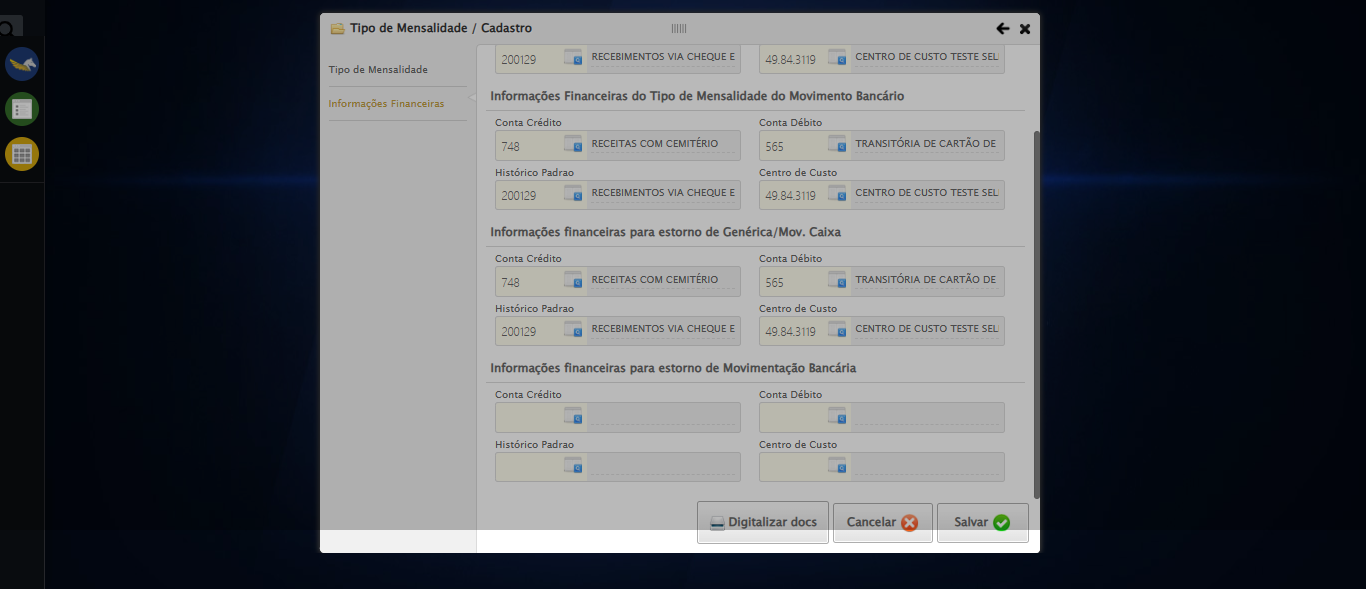 Tipo de Mensalidade / Cadastro
Tipo de Mensalidade
Informações Financeiras
200129 RECEBIMENTOS VIA CHEQUE E 49.84.3119 CENTRO DE CUSTO TESTE SEL
Informações Financeiras do Tipo de Mensalidade do Movimento Bancário
Conta Crédito Conta Débito
748 RECEITAS COM CEMITÉRIO 565 TRANSITÓRIA DE CARTÃO DE
Histórico Padrao Centro de Custo
200129 RECEBIMENTOS VIA CHEQUE E 49.84.3119 CENTRO DE CUSTO TESTE SEL
Informações financeiras para estorno de Genérica/Mov. Caixa
Conta Crédito Conta Débito
748 RECEITAS COM CEMITÉRIO 565 TRANSITÓRIA DE CARTÃO DE
Histórico Padrao Centro de Custo
200129 RECEBIMENTOS VIA CHEQUE E 49.84.3119 CENTRO DE CUSTO TESTE SEL
Informações financeiras para estorno de Movimentação Bancária
Conta Crédito Conta Débito
Histórico Padrao Centro de Custo
Digitalizar docs Cancelar Salvar